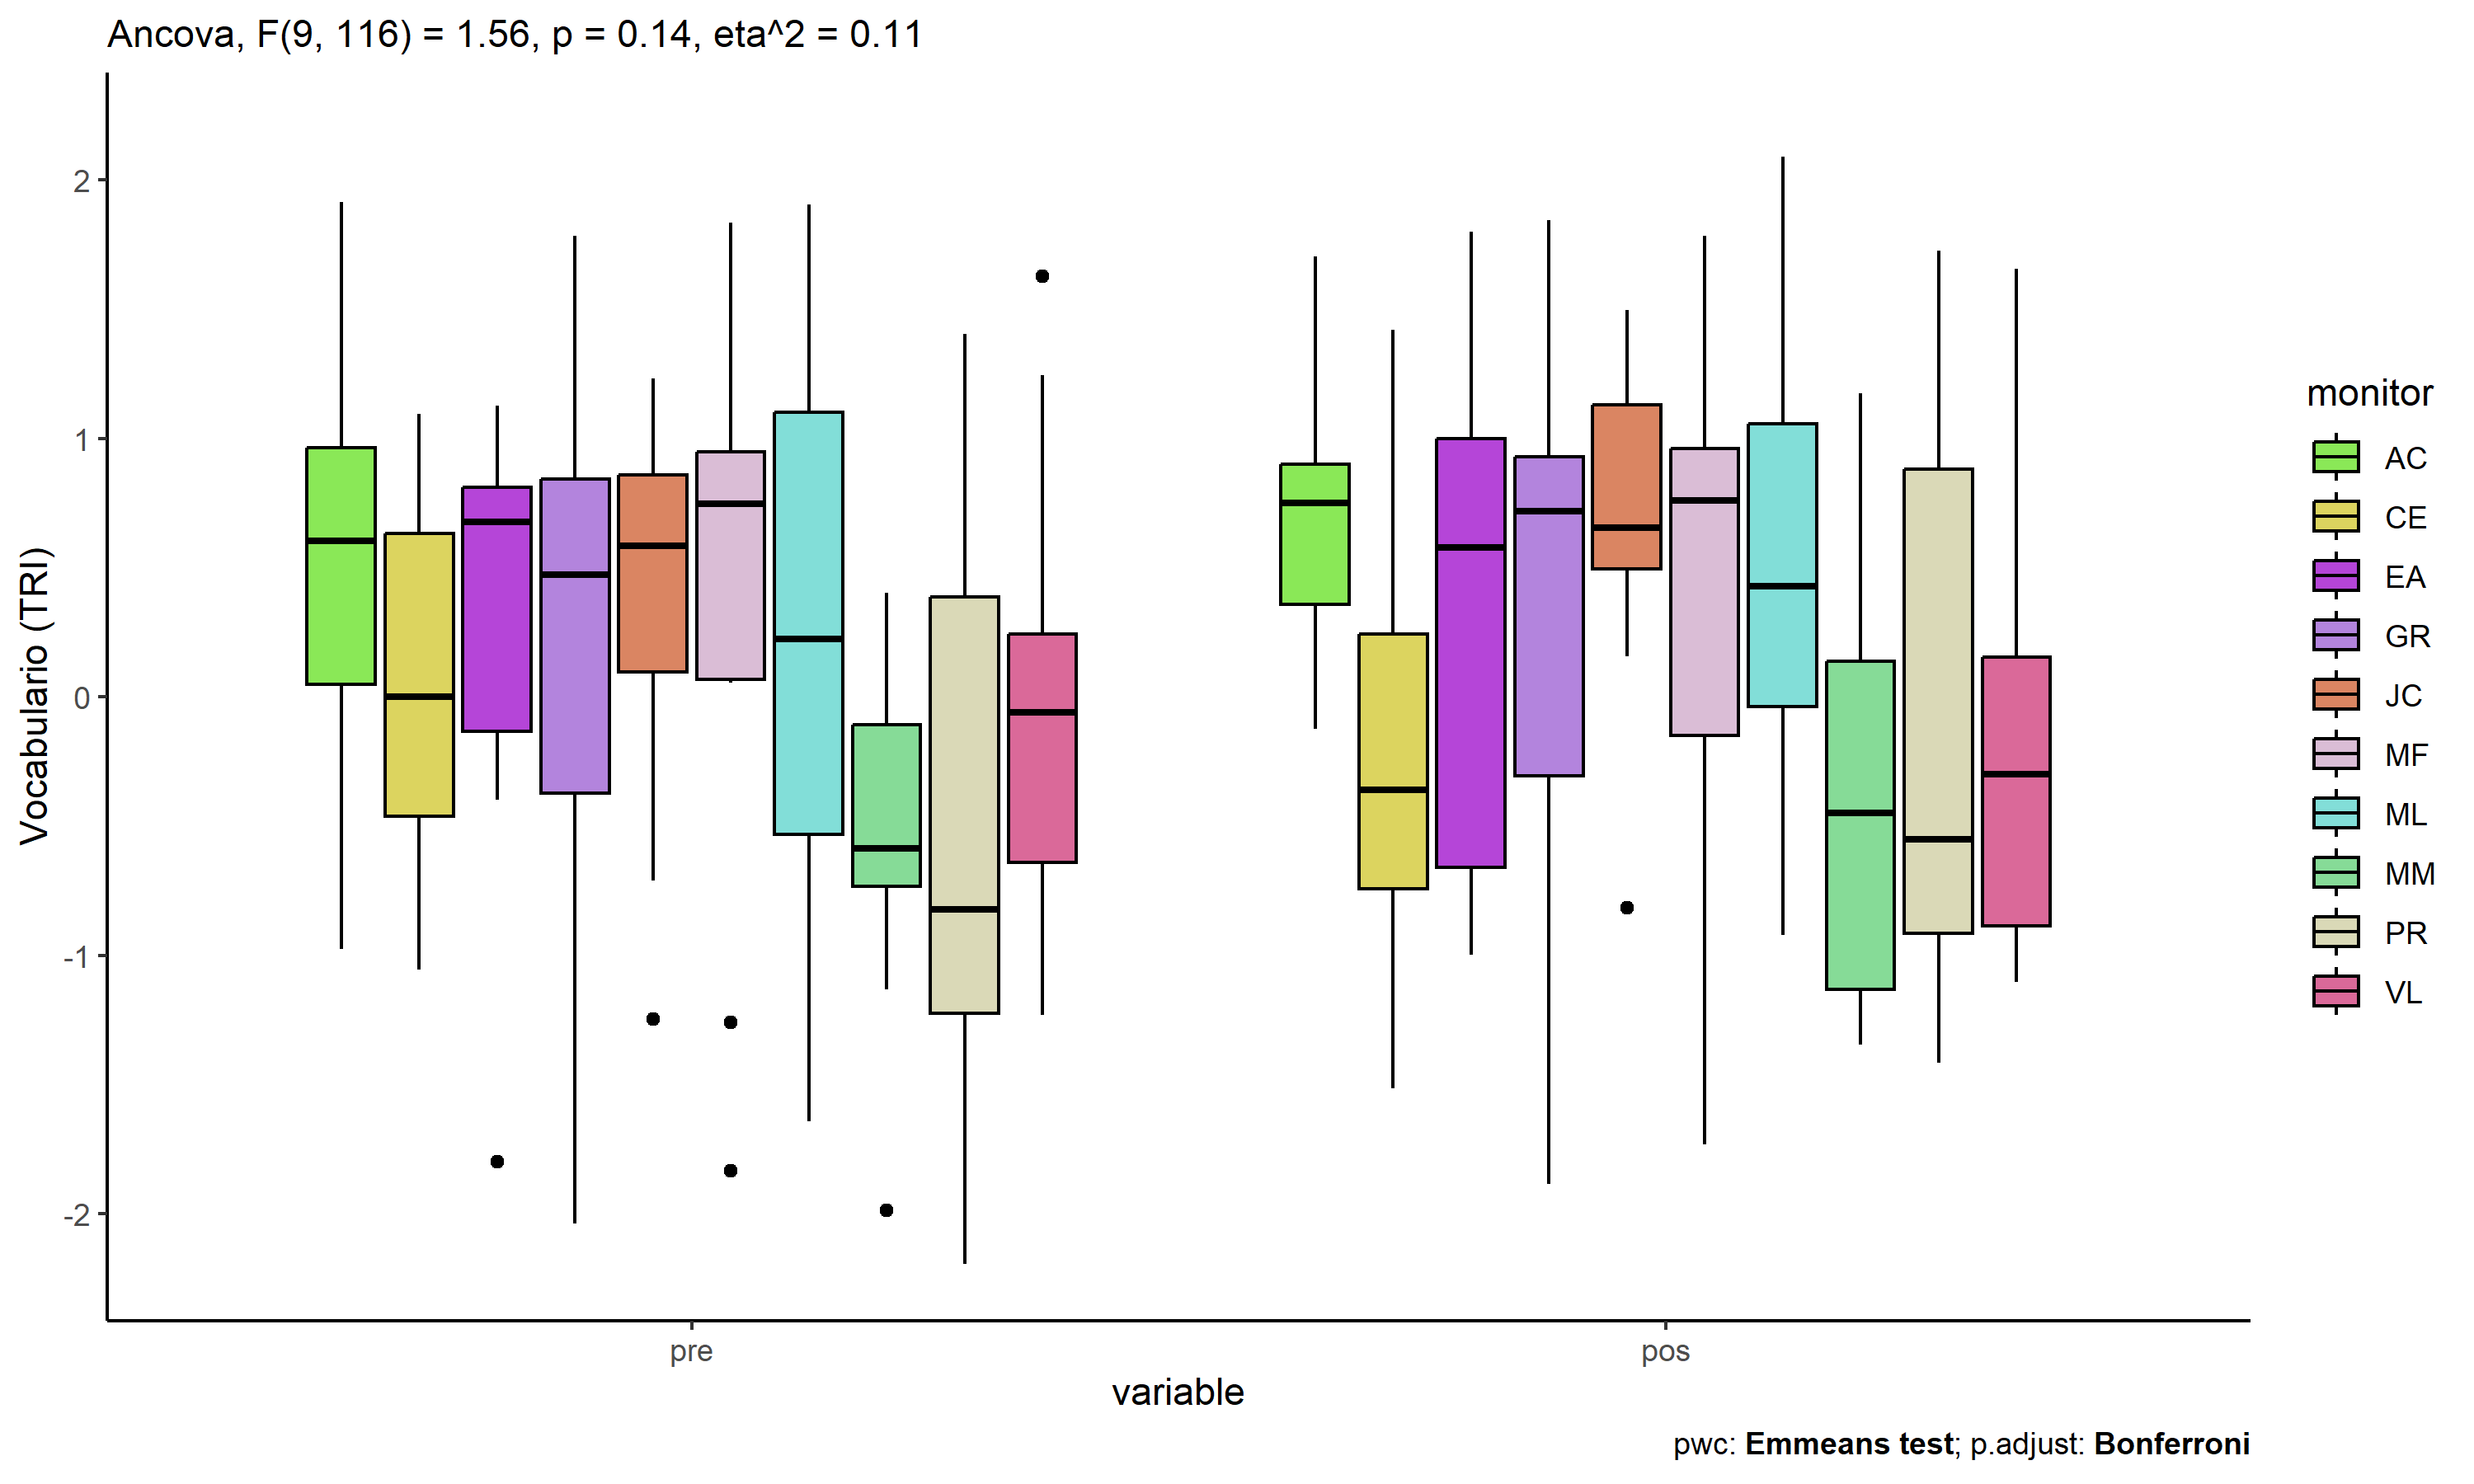 Ancova, F(9, 116) = 1.56, p = 0.14, eta^2 = 0.11
Vocabulario (TRI)
2
1
0
-1
-2
pre
pos
variable
monitor
AC
CE
EA
GR
JC
MF
ML
MM
PR
VL
pwc: Emmeans test; p.adjust: Bonferroni